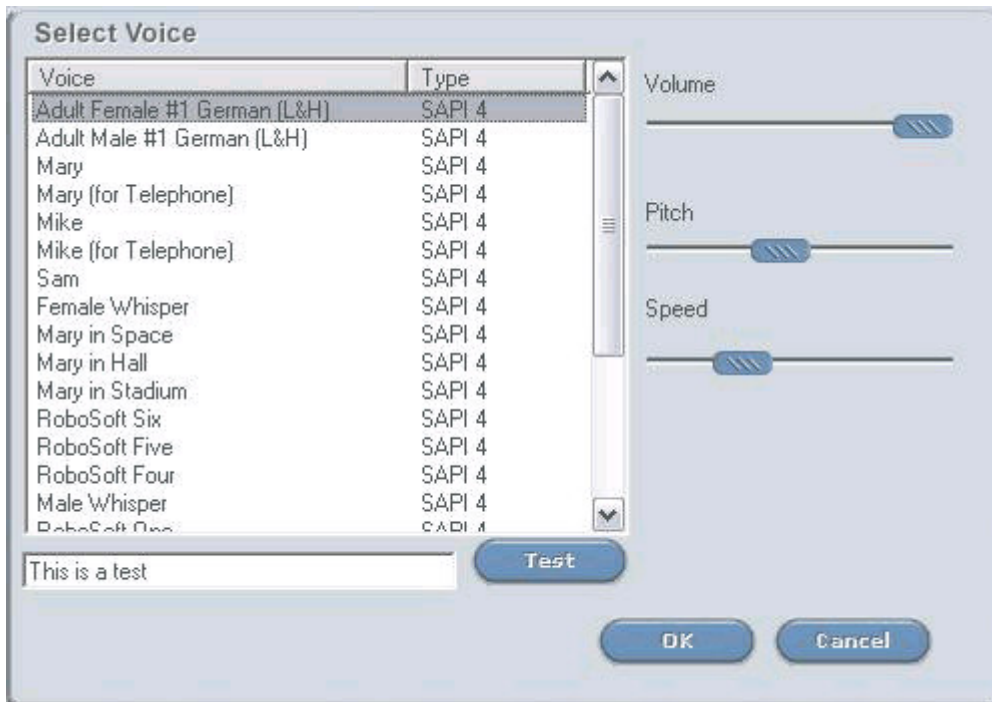 Select Voice
Voice Type
Adult Female #1 German (L&H) SAPI 4
Adult Male #1 German (L&H) SAPI 4
Mary SAPI 4
Mary (for Telephone) SAPI 4
Mike SAPI 4
Mike (for Telephone) SAPI 4
Sam SAPI 4
Female Whisper SAPI 4
Mary in Space SAPI 4
Mary in Hall SAPI 4
Mary in Stadium SAPI 4
RoboSoft Six SAPI 4
RoboSoft Five SAPI 4
RoboSoft Four SAPI 4
Male Whisper SAPI 4
RoboSoft One SAPI 4
This is a test
Test
Volume
Pitch
Speed
OK Cancel